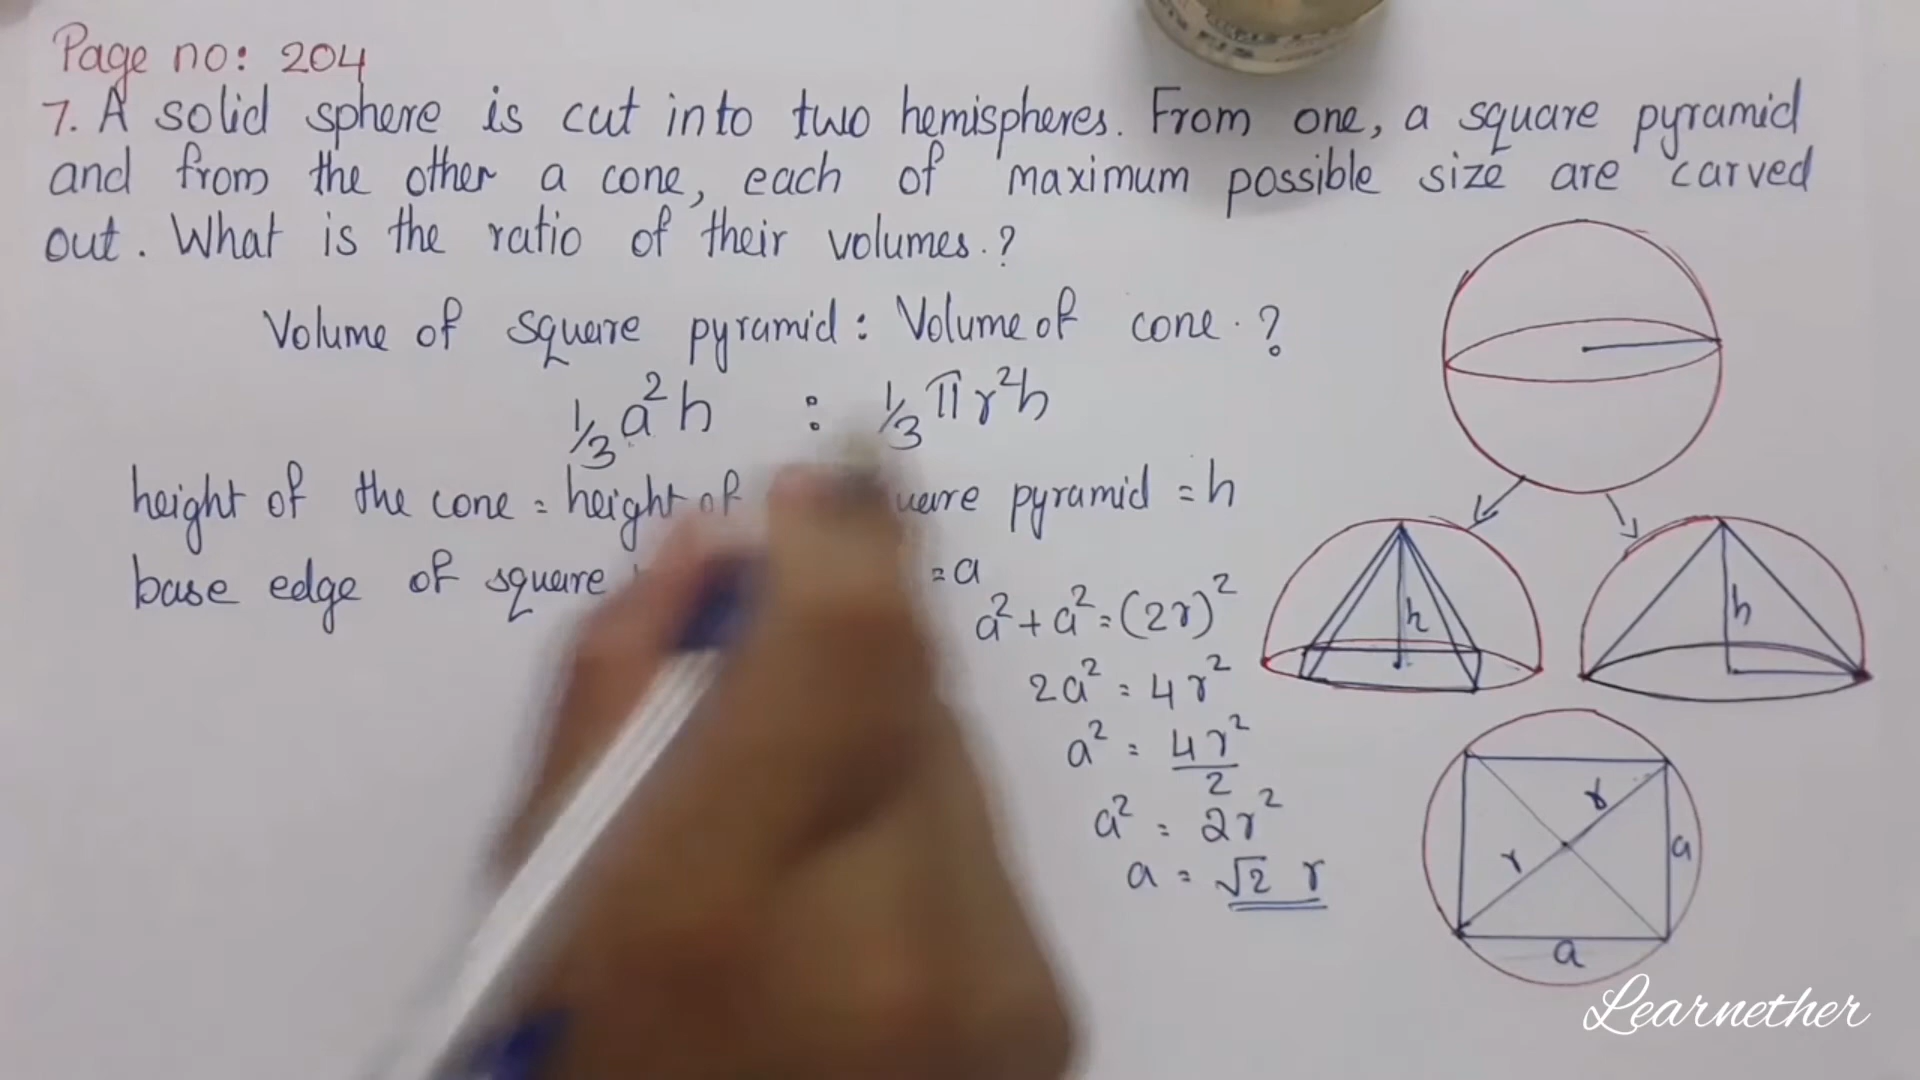 Page no: 204
7. A solid sphere is cut into two hemispheres. From one, a square pyramid
and from the other a cone, each of maximum possible size are carved
out. What is the ratio of their volumes.?
Volume of square pyramid : Volume of cone.?
1/3 a²h : 1/3 πr²h
height of the cone = height of pyramid = h
base edge of square = a
a² + a² = (2r)²
2a² = 4r²
a² = 4r²/2
a² = 2r²
a = √2 r
h
h
r
r
a
a
Learnether